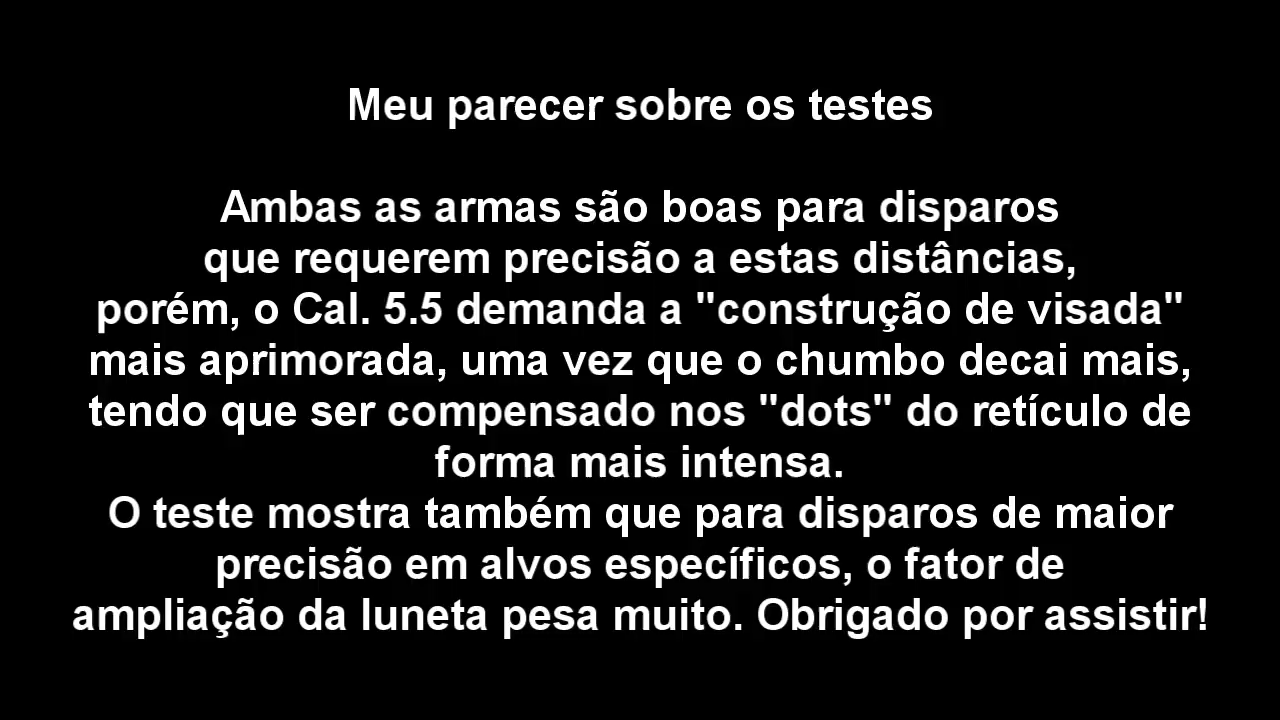 Meu parecer sobre os testes
Ambas as armas são boas para disparos
que requerem precisão a estas distâncias,
porém, o Cal. 5.5 demanda a "construção de visada"
mais aprimorada, uma vez que o chumbo decai mais,
tendo que ser compensado nos "dots" do retículo de
forma mais intensa.
O teste mostra também que para disparos de maior
precisão em alvos específicos, o fator de
ampliação da luneta pesa muito. Obrigado por assistir!